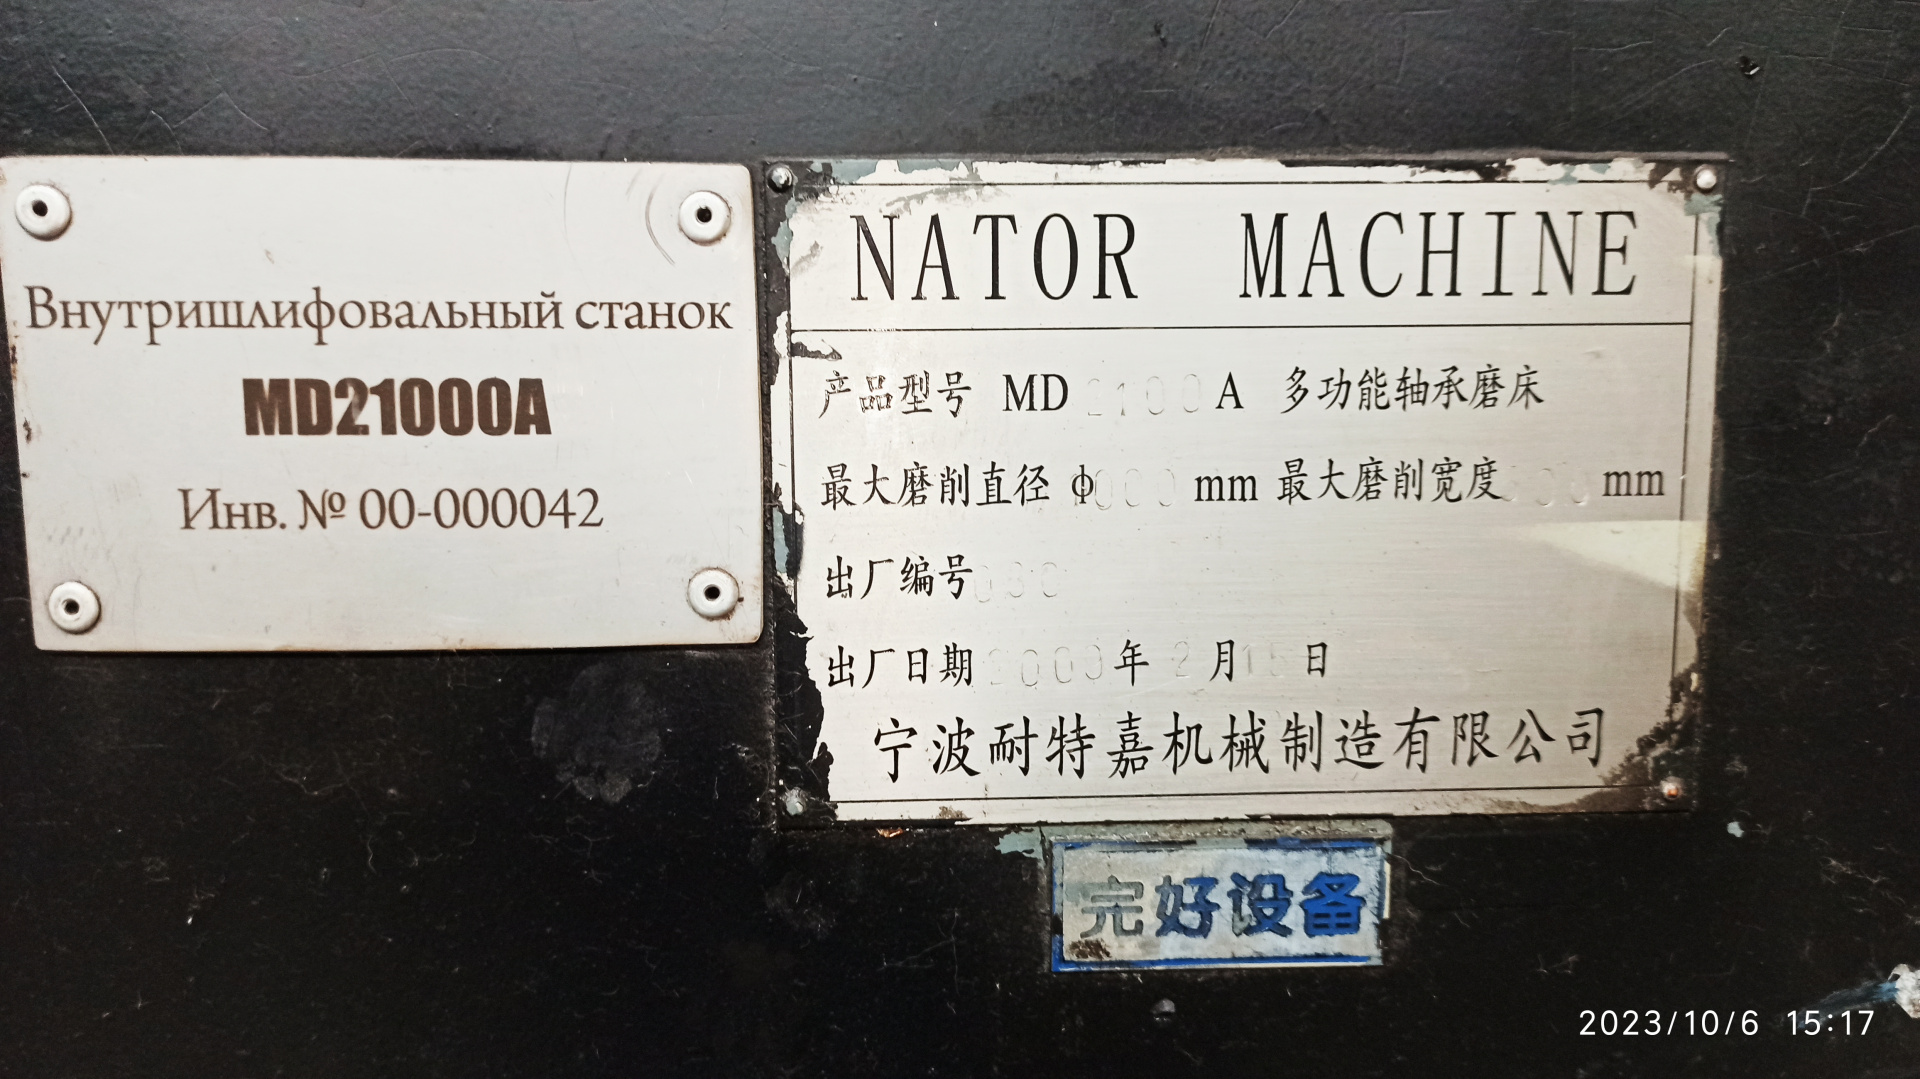 Внутришлифовальный станок
MD21000A
Инв. № 00-000042
NATOR MACHINE
产品型号 MD 2100 A 多功能轴承磨床
最大磨削直径 φ mm 最大磨削宽度 mm
出厂编号
出厂日期 年 2 月 15 日
宁波耐特嘉机械制造有限公司
完好设备
2023/10/6 15:17